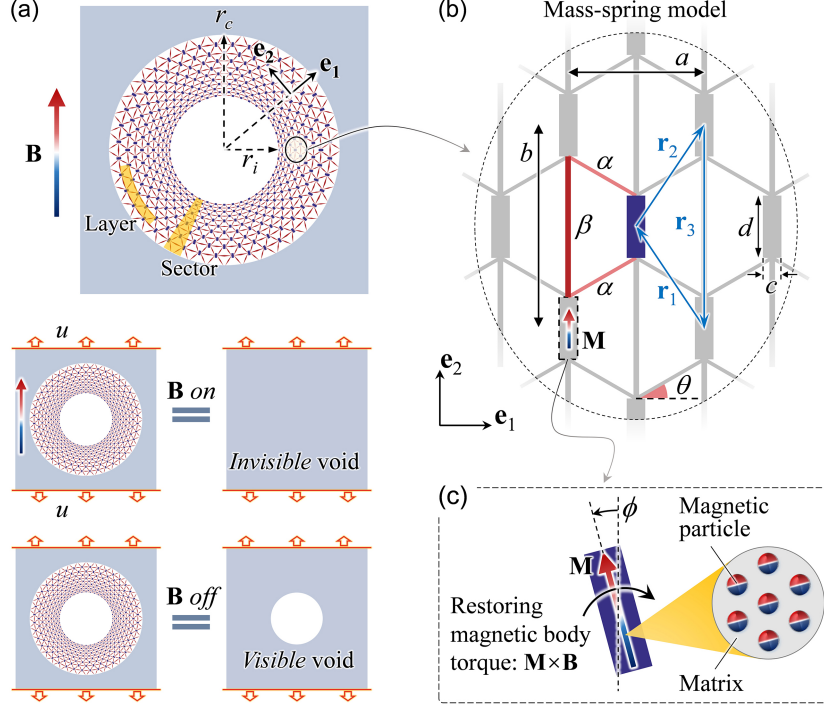 (a)
r_c
e_2
e_1
B
r_i
Layer
Sector
u
B on
Invisible void
u
u
B off
Visible void
(b)
Mass-spring model
a
b
α
r_2
β
r_3
d
α
r_1
c
M
e_2
θ
e_1
(c)
ϕ
M
Magnetic
particle
Restoring
magnetic body
torque: M×B
Matrix